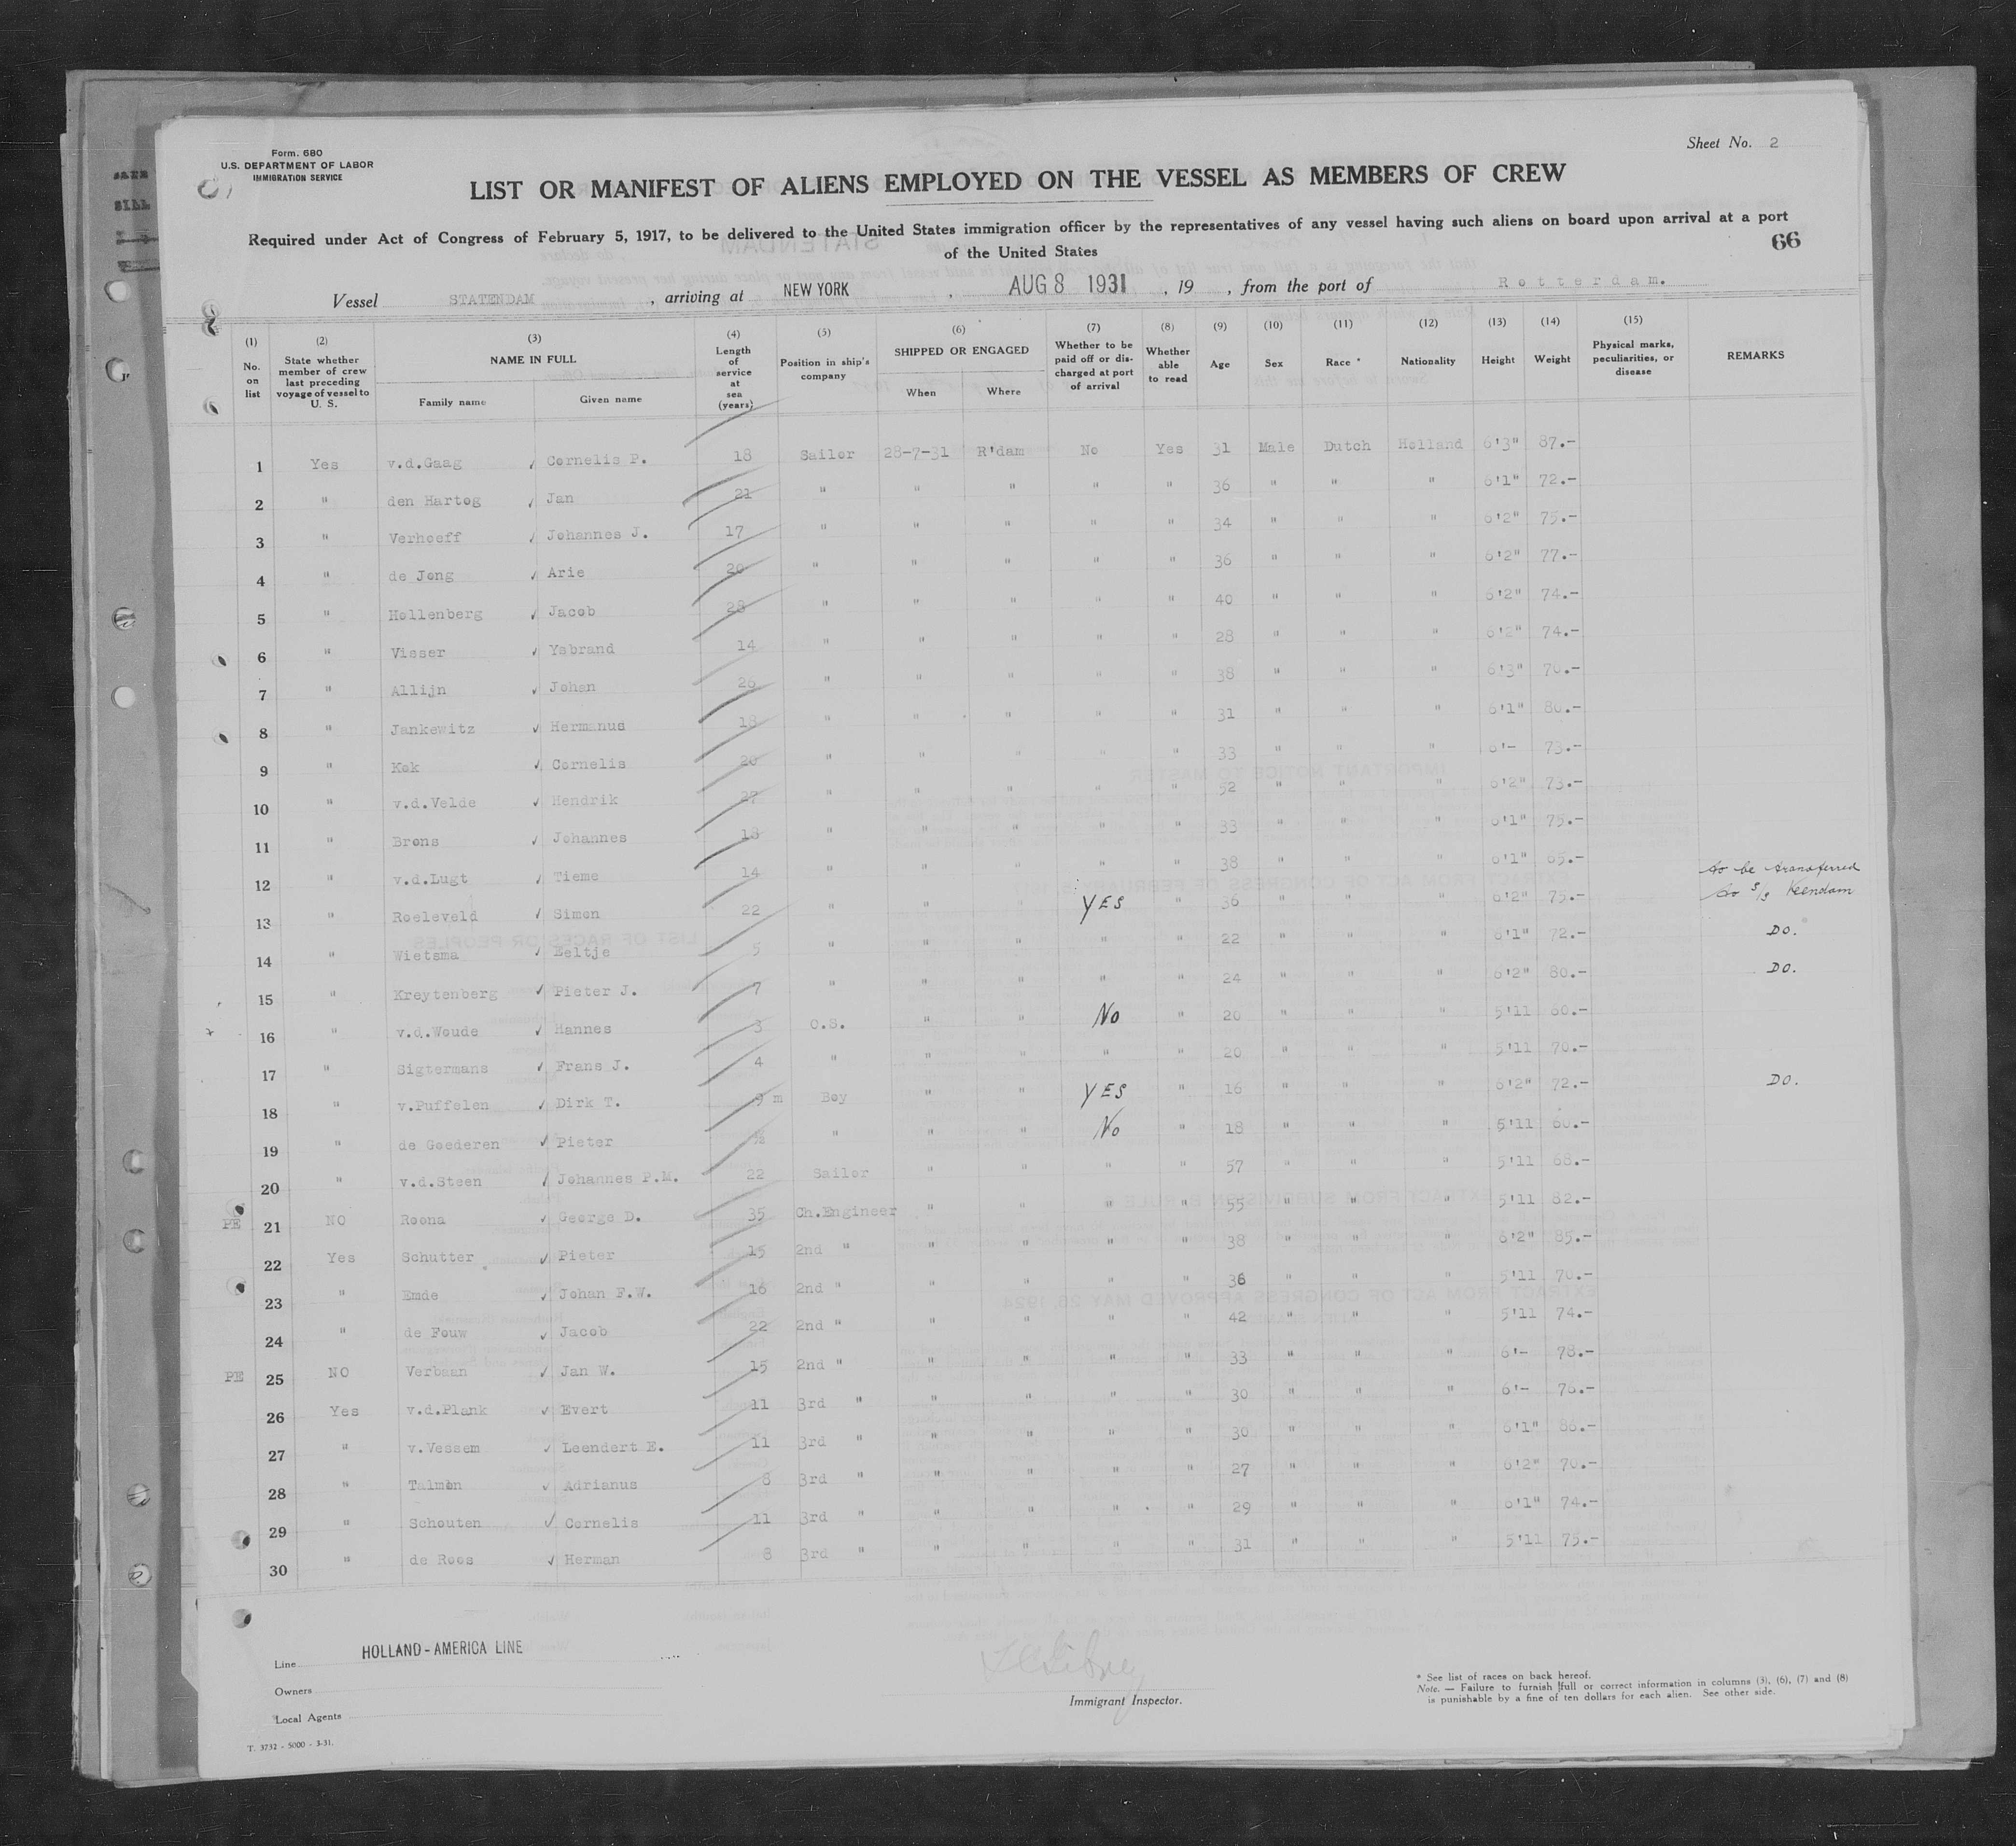 Form. 680
U.S. DEPARTMENT OF LABOR
IMMIGRATION SERVICE
Sheet No. 2
LIST OR MANIFEST OF ALIENS EMPLOYED ON THE VESSEL AS MEMBERS OF CREW
Required under Act of Congress of February 5, 1917, to be delivered to the United States immigration officer by the representatives of any vessel having such aliens on board upon arrival at a port
of the United States
66
Vessel STATENDAM, arriving at NEW YORK, AUG 8 1931, 19 , from the port of Rotterdam.
(1) No. on list
(2) State whether member of crew last preceding voyage of vessel to U. S.
(3) NAME IN FULL Family name Given name
(4) Length of service at sea (years)
(5) Position in ship's company
(6) SHIPPED OR ENGAGED When Where
(7) Whether to be paid off or discharged at port of arrival
(8) Whether able to read
(9) Age
(10) Sex
(11) Race *
(12) Nationality
(13) Height
(14) Weight
(15) Physical marks, peculiarities, or disease
REMARKS
1 Yes v.d.Gaag Cornelis P. 18 Sailor 28-7-31 R'dam No Yes 31 Male Dutch Holland 6'3" 87.-
2 " den Hartog Jan 21 " " " " " 36 " " " 6'1" 72.-
3 " Verhoeff Johannes J. 17 " " " " " 34 " " " 6'2" 75.-
4 " de Jong Arie 20 " " " " " 36 " " " 6'2" 77.-
5 " Hollenberg Jacob 28 " " " " " 40 " " " 6'2" 74.-
6 " Visser Ysbrand 14 " " " " " 28 " " " 6'2" 74.-
7 " Allijn Johan 26 " " " " " 38 " " " 6'3" 70.-
8 " Jankewitz Hermanus 18 " " " " " 31 " " " 6'1" 80.-
9 " Kok Cornelis 20 " " " " " 33 " " " 6'- 73.-
10 " v.d.Velde Hendrik 27 " " " " " 52 " " " 6'2" 73.-
11 " Brons Johannes 18 " " " " " 33 " " " 6'1" 75.-
12 " v.d.Lugt Tieme 14 " " " " " 38 " " " 6'1" 65.-
13 " Roeleveld Simon 22 " " " YES " 36 " " " 6'2" 75.- to be transferred to S/S Veendam
14 " Wietsma Eeltje 5 " " " " " 22 " " " 6'1" 72.- DO.
15 " Kreytenberg Pieter J. 7 " " " " " 24 " " " 6'2" 80.- DO.
16 " v.d.Woude Hannes 3 O.S. " " No " 20 " " " 5'11 60.-
17 " Sigtermans Frans J. 4 " " " " " 20 " " " 5'11 70.-
18 " v.Puffelen Dirk T. 9 m Boy " " YES " 16 " " " 6'2" 72.- DO.
19 " de Goederen Pieter ½ " " " No " 18 " " " 5'11 60.-
20 " v.d.Steen Johannes P.M. 22 Sailor " " " " 57 " " " 5'11 68.-
PE 21 NO Roona George D. 35 Ch.Engineer " " " " 55 " " " 5'11 82.-
22 Yes Schutter Pieter 15 2nd " " " " " 38 " " " 6'2" 85.-
23 " Emde Johan F.W. 16 2nd " " " " " 36 " " " 5'11 70.-
24 " de Fouw Jacob 22 2nd " " " " " 42 " " " 5'11 74.-
PE 25 NO Verbaan Jan W. 15 2nd " " " " " 33 " " " 6'- 78.-
26 Yes v.d.Plank Evert 11 3rd " " " " " 30 " " " 6'- 76.-
27 " v.Vessem Leendert E. 11 3rd " " " " " 30 " " " 6'1" 86.-
28 " Talmon Adrianus 8 3rd " " " " " 27 " " " 6'2" 70.-
29 " Schouten Cornelis 11 3rd " " " " " 29 " " " 6'1" 74.-
30 " de Roos Herman 8 3rd " " " " " 31 " " " 5'11 75.-
Line HOLLAND-AMERICA LINE
Owners
Local Agents
Immigrant Inspector.
* See list of races on back hereof.
Note. — Failure to furnish full or correct information in columns (3), (6), (7) and (8)
is punishable by a fine of ten dollars for each alien. See other side.
T. 3732 - 5000 - 3-31.